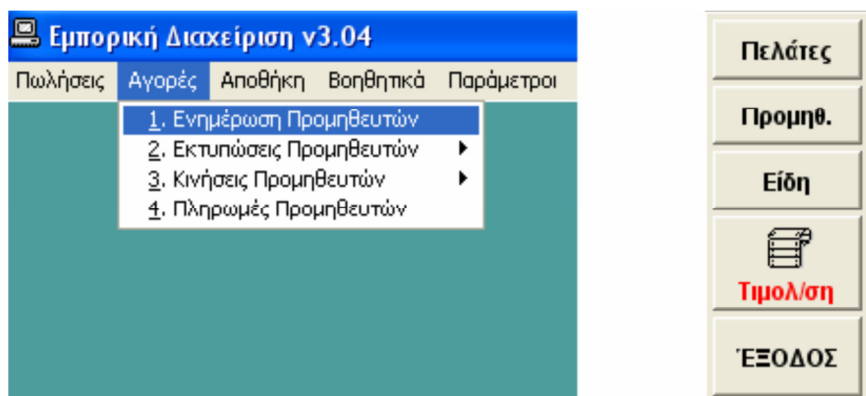 Εμπορική Διαχείριση v3.04
Πωλήσεις Αγορές Αποθήκη Βοηθητικά Παράμετροι
1. Ενημέρωση Προμηθευτών
2. Εκτυπώσεις Προμηθευτών
3. Κινήσεις Προμηθευτών
4. Πληρωμές Προμηθευτών
Πελάτες
Προμηθ.
Είδη
Τιμολ/ση
ΈΞΟΔΟΣ